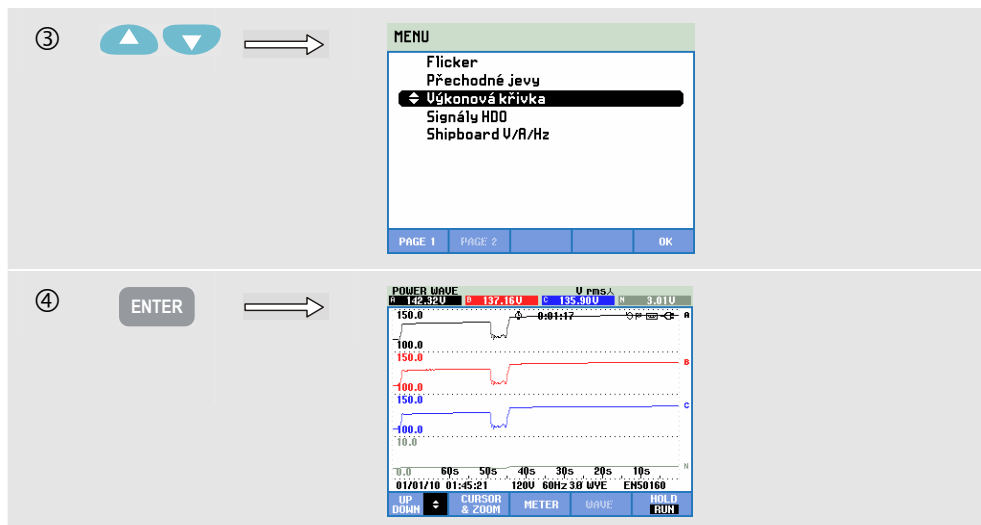 ③
MENU
Flicker
Přechodné jevy
Výkonová křivka
Signály HDO
Shipboard V/A/Hz
PAGE 1 PAGE 2 OK
④
ENTER
POWER WAVE
V rms
A 142.32V B 137.16V C 135.90V N 3.01V
150.0 0:01:17 P A
100.0
150.0 B
100.0
150.0 C
100.0
10.0
0.0 60s 50s 40s 30s 20s 10s N
01/01/10 01:45:21 120V 60Hz 3Ø WYE EN50160
UP DOWN CURSOR & ZOOM METER WAVE HOLD RUN